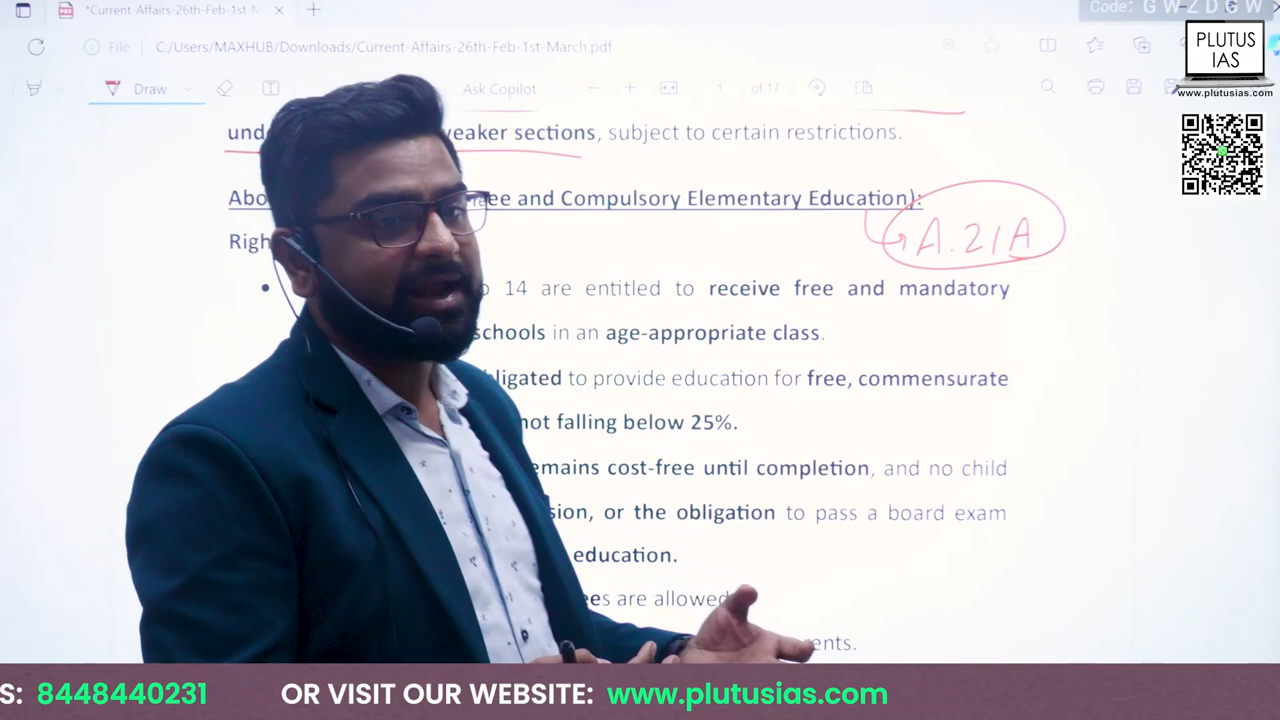 *Current-Affairs-26th-Feb-1st-M
Code: G W Z D G W
File
C:/Users/MAXHUB/Downloads/Current-Affairs-26th-Feb-1st-March.pdf
PLUTUS
IAS
www.plutusias.com
Draw
Ask Copilot
1 of 17
und weaker sections, subject to certain restrictions.
Abo ee and Compulsory Elementary Education):
A.21A
Righ
o 14 are entitled to receive free and mandatory
schools in an age-appropriate class.
bligated to provide education for free, commensurate
not falling below 25%.
emains cost-free until completion, and no child
sion, or the obligation to pass a board exam
education.
ees are allowed
ents.
S: 8448440231 OR VISIT OUR WEBSITE: www.plutusias.com